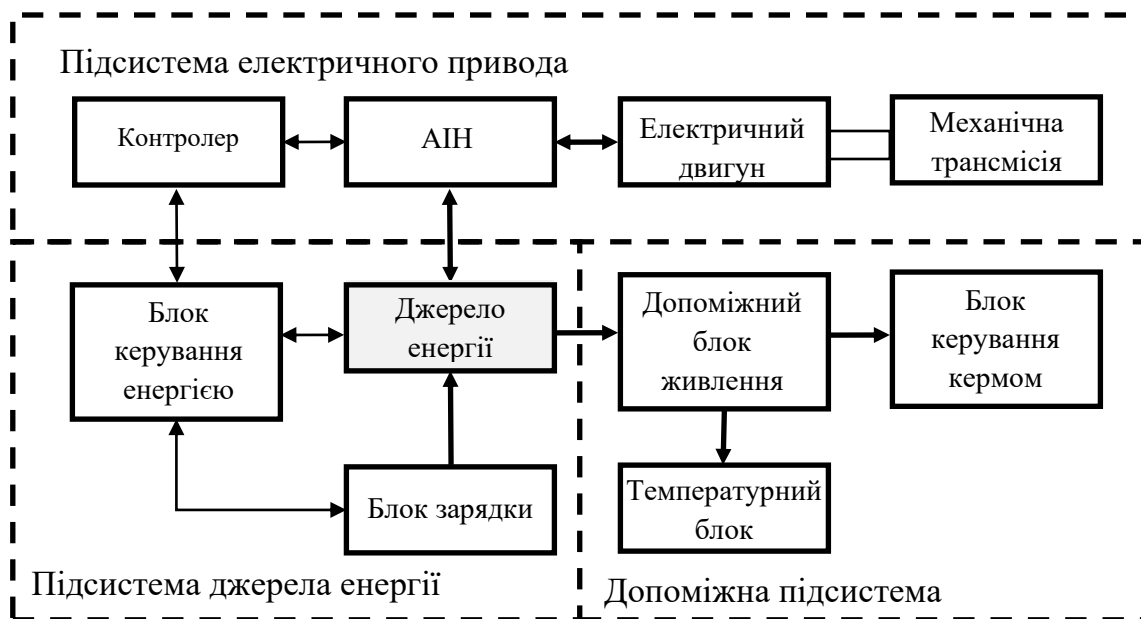 Підсистема електричного привода
Контролер
АІН
Електричний
двигун
Механічна
трансмісія
Блок
керування
енергією
Джерело
енергії
Допоміжний
блок
живлення
Блок
керування
кермом
Блок зарядки
Температурний
блок
Підсистема джерела енергії
Допоміжна підсистема